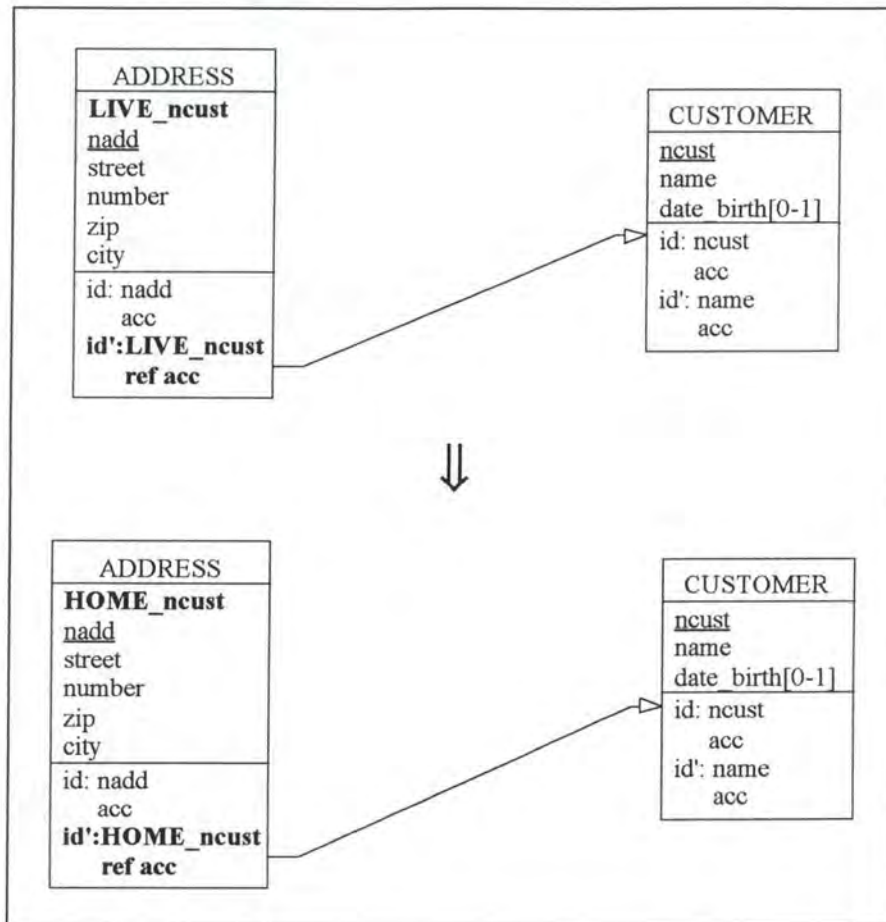 ADDRESS
LIVE_ncust
nadd
street
number
zip
city
id: nadd
acc
id':LIVE_ncust
ref acc
CUSTOMER
ncust
name
date_birth[0-1]
id: ncust
acc
id': name
acc
⇓
ADDRESS
HOME_ncust
nadd
street
number
zip
city
id: nadd
acc
id':HOME_ncust
ref acc
CUSTOMER
ncust
name
date_birth[0-1]
id: ncust
acc
id': name
acc